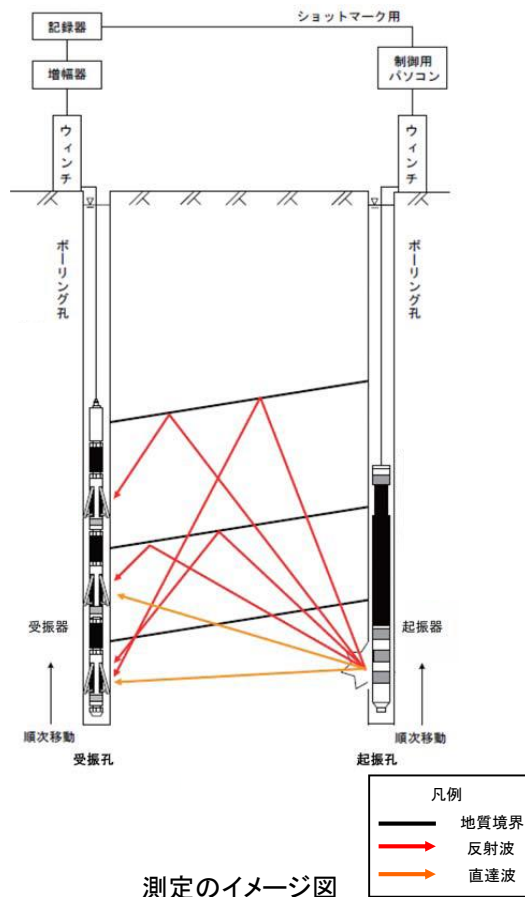 ショットマーク用
記録器
増幅器
制御用
パソコン
ウィンチ
ウィンチ
ボーリング孔
ボーリング孔
受振器
起振器
順次移動
順次移動
受振孔
起振孔
凡例
地質境界
反射波
直達波
測定のイメージ図